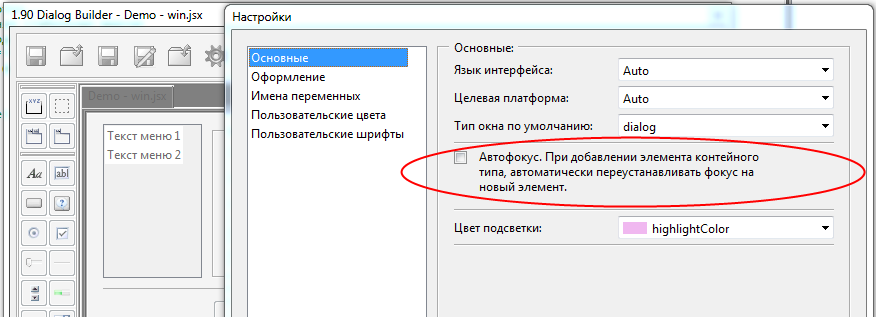 1.90 Dialog Builder - Demo - win.jsx
Настройки
Demo - win.jsx
Текст меню 1
Текст меню 2
Aa
abl
Основные
Оформление
Имена переменных
Пользовательские цвета
Пользовательские шрифты
Основные:
Язык интерфейса:
Auto
Целевая платформа:
Auto
Тип окна по умолчанию:
dialog
Автофокус. При добавлении элемента контейного
типа, автоматически переустанавливать фокус на
новый элемент.
Цвет подсветки:
highlightColor